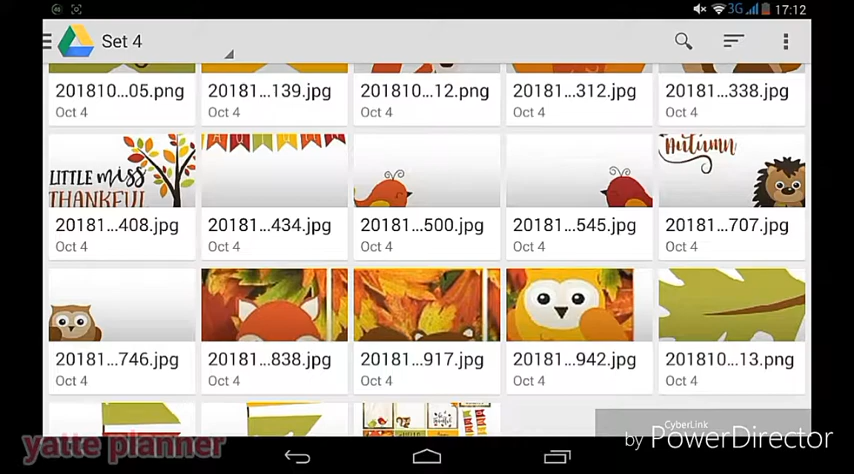 3G 17:12
Set 4
201810...05.png
20181...139.jpg
201810...12.png
20181...312.jpg
20181...338.jpg
Oct 4
Oct 4
Oct 4
Oct 4
Oct 4
LITTLE miss
THANKFUL
Autumn
20181...408.jpg
20181...434.jpg
20181...500.jpg
20181...545.jpg
20181...707.jpg
Oct 4
Oct 4
Oct 4
Oct 4
Oct 4
20181...746.jpg
20181...838.jpg
20181...917.jpg
20181...942.jpg
201810...13.png
Oct 4
Oct 4
Oct 4
Oct 4
Oct 4
yatte planner
CyberLink
by PowerDirector